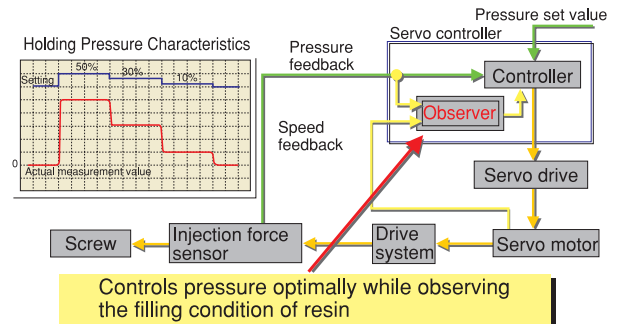 Pressure set value
Servo controller
Holding Pressure Characteristics
Pressure
feedback
50%
30%
10%
Setting
Controller
Observer
Speed
feedback
0
Actual measurement value
Servo drive
Screw
Injection force
sensor
Drive
system
Servo motor
Controls pressure optimally while observing
the filling condition of resin